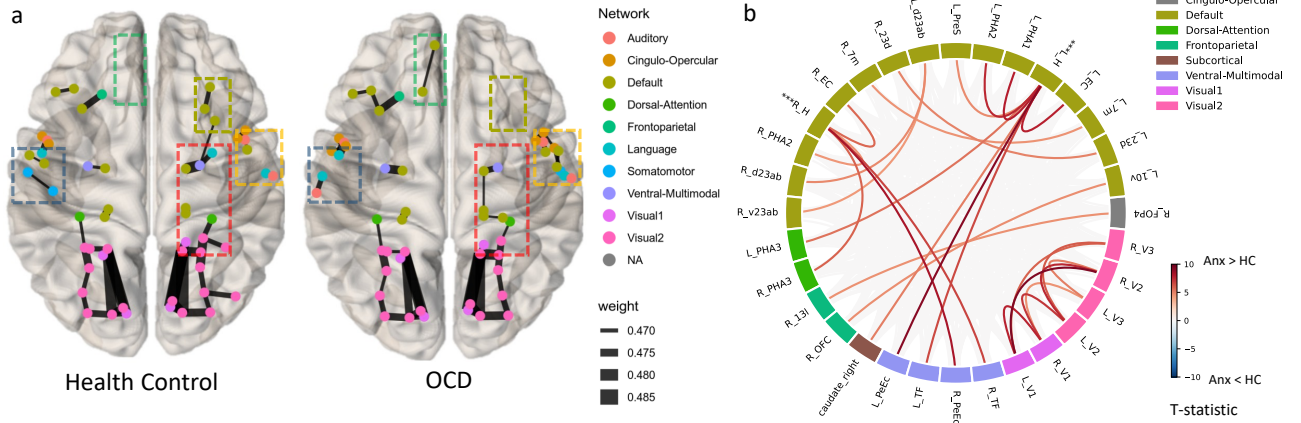 a
Health Control
OCD
Network
Auditory
Cingulo-Opercular
Default
Dorsal-Attention
Frontoparietal
Language
Somatomotor
Ventral-Multimodal
Visual1
Visual2
NA
weight
0.470
0.475
0.480
0.485
b
R_EC
R_7m
R_23d
L_d23ab
L_PreS
L_PHA2
L_PHA1
L_H***
L_EC
L_7m
L_23d
L_10v
R_FOP4
R_V3
R_V2
L_V3
L_V2
R_V1
L_V1
R_TF
R_PeEc
L_TF
L_PeEc
caudate_right
R_OFC
R_13l
R_PHA3
L_PHA3
R_v23ab
R_d23ab
R_PHA2
***R_H
Cingulo-Opercular
Default
Dorsal-Attention
Frontoparietal
Subcortical
Ventral-Multimodal
Visual1
Visual2
Anx > HC
10
5
0
−5
−10
Anx < HC
T-statistic